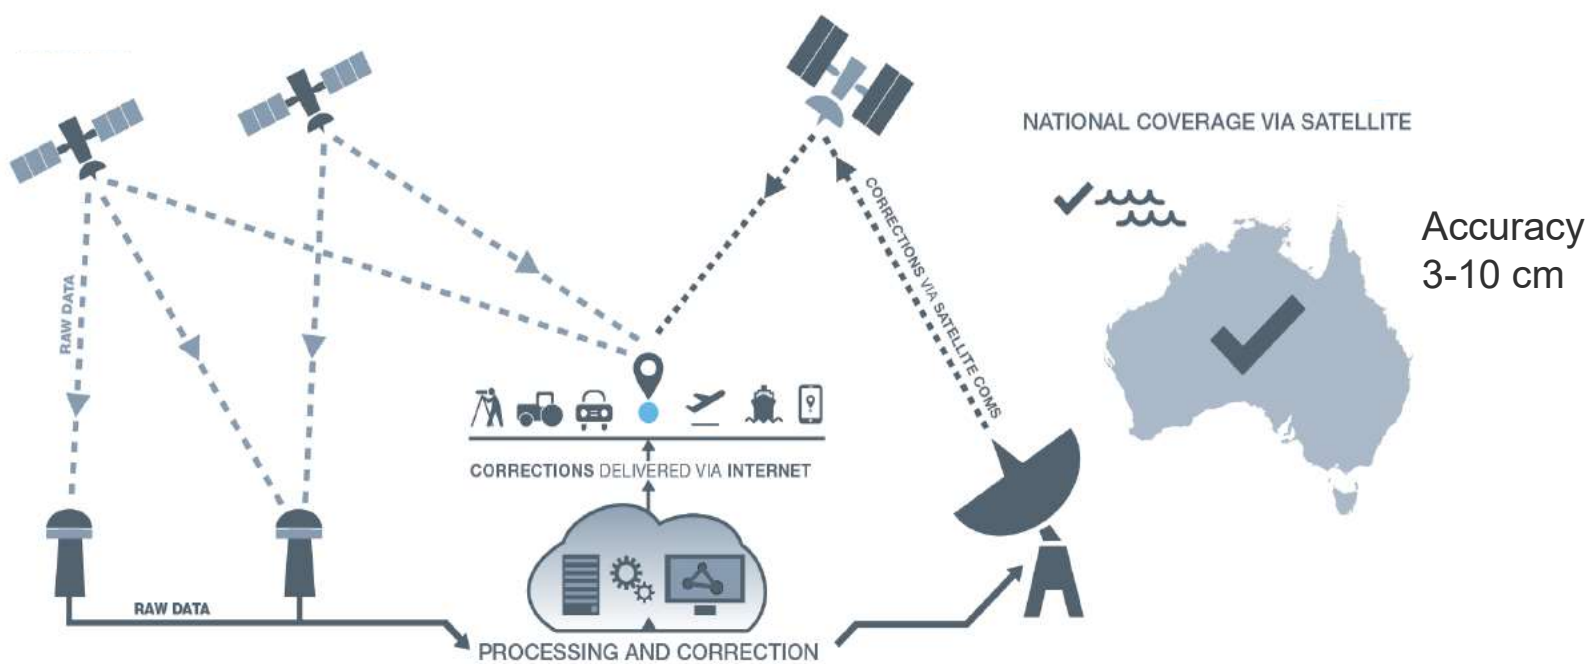 NATIONAL COVERAGE VIA SATELLITE
Accuracy
3-10 cm
RAW DATA
CORRECTIONS VIA SATELLITE COMS
CORRECTIONS DELIVERED VIA INTERNET
RAW DATA
PROCESSING AND CORRECTION